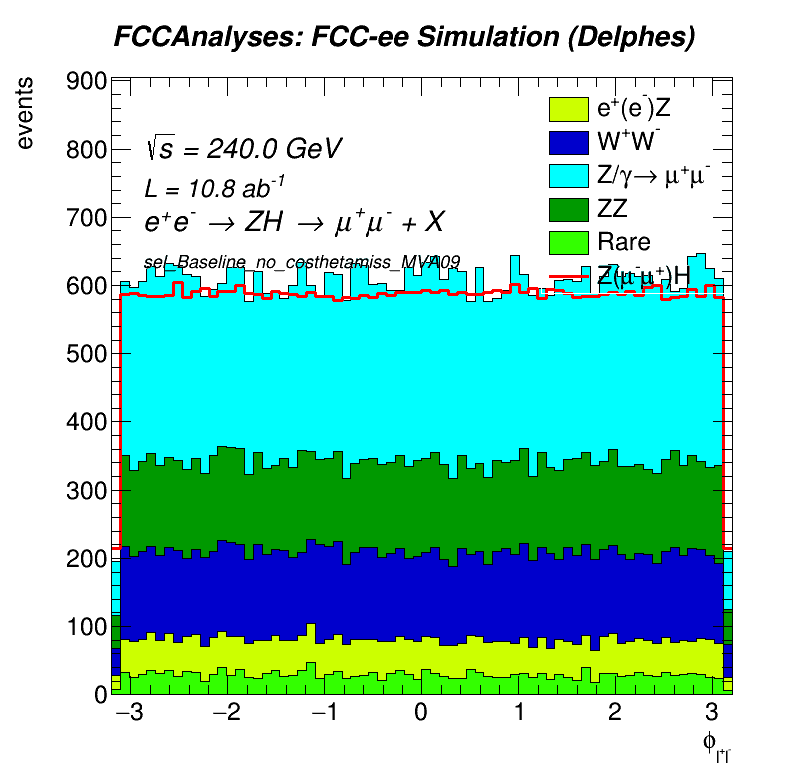 FCCAnalyses: FCC-ee Simulation (Delphes)
events
900
800
700
600
500
400
300
200
100
0
√s = 240.0 GeV
L = 10.8 ab⁻¹
e⁺e⁻ → ZH → μ⁺μ⁻ + X
sel_Baseline_no_costhetamiss_MVA09
e⁺(e⁻)Z
W⁺W⁻
Z/γ→ μ⁺μ⁻
ZZ
Rare
Z(μ⁻μ⁺)H
−3 −2 −1 0 1 2 3
ϕ_l⁺l⁻